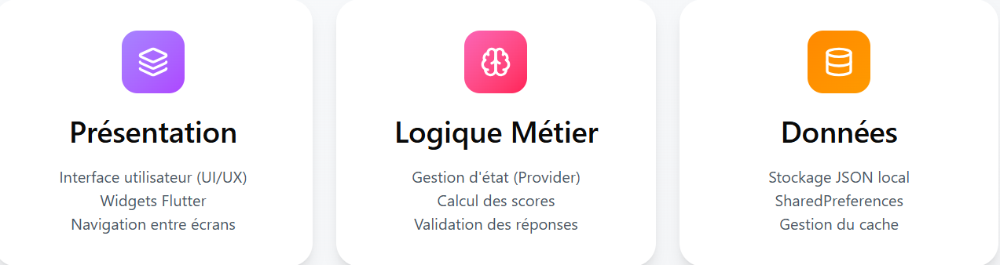 Présentation
Interface utilisateur (UI/UX)
Widgets Flutter
Navigation entre écrans
Logique Métier
Gestion d'état (Provider)
Calcul des scores
Validation des réponses
Données
Stockage JSON local
SharedPreferences
Gestion du cache